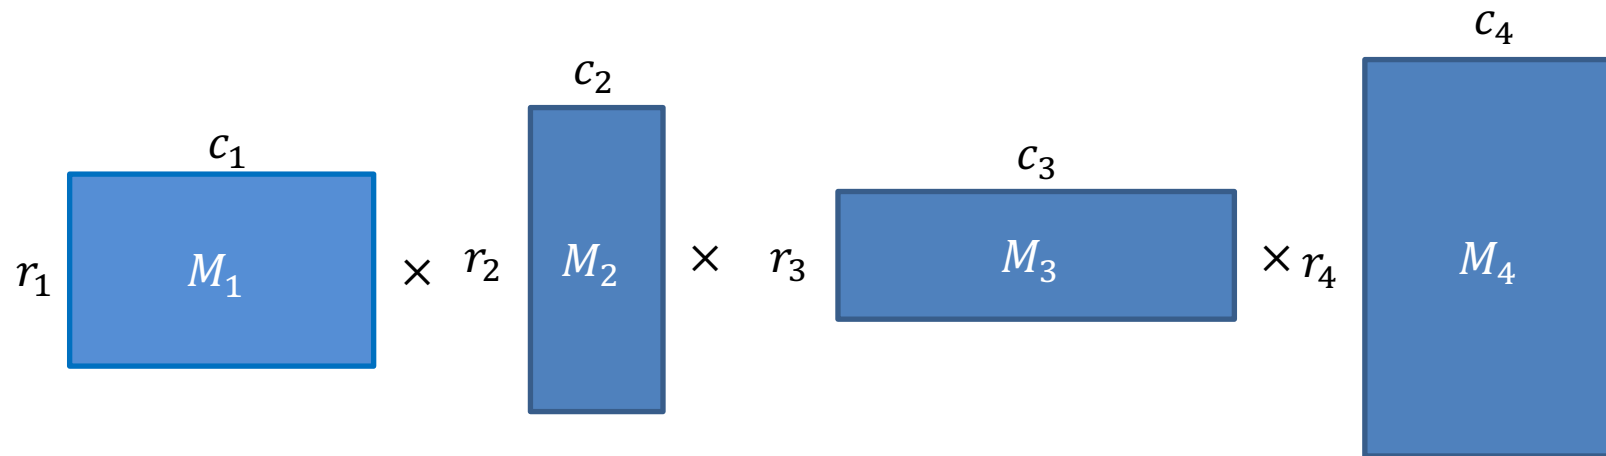 c₁
r₁ M₁ ×
c₂
r₂ M₂ ×
c₃
r₃ M₃ ×
c₄
r₄ M₄